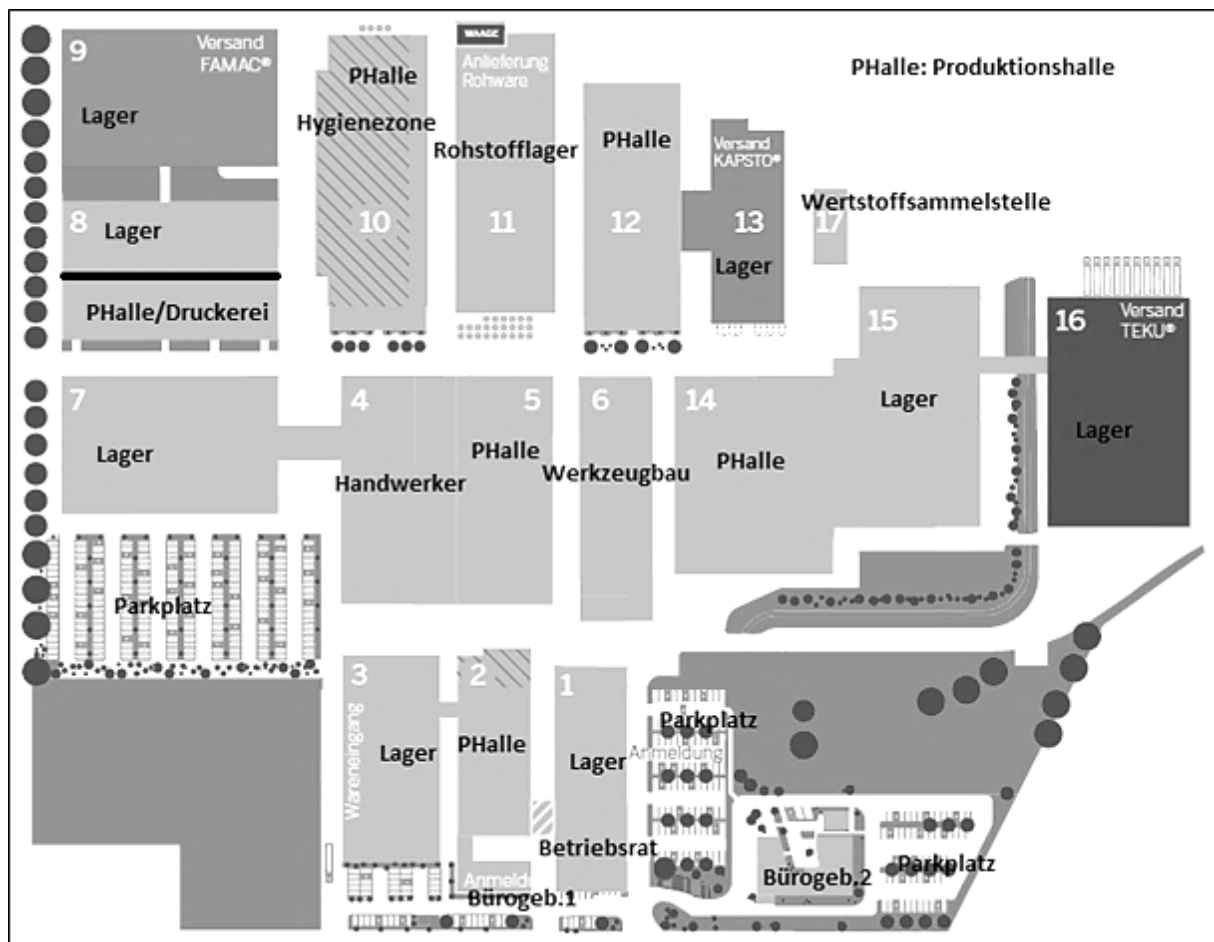 9
Versand
FAMAC®
Lager
8
Lager
PHalle/Druckerei
PHalle
Hygienezone
10
WAAGE
Anlieferung
Rohware
Rohstofflager
11
PHalle
12
Versand
KAPSTO®
13
Lager
PHalle: Produktionshalle
Wertstoffsammelstelle
17
7
Lager
4
Handwerker
5
PHalle
6
Werkzeugbau
14
PHalle
15
Lager
16
Versand
TEKU®
Lager
Parkplatz
3
Wareneingang
Lager
2
PHalle
Anmeldu
Bürogeb.1
1
Lager
Betriebsrat
Parkplatz
Anmeldung
Bürogeb.2
Parkplatz